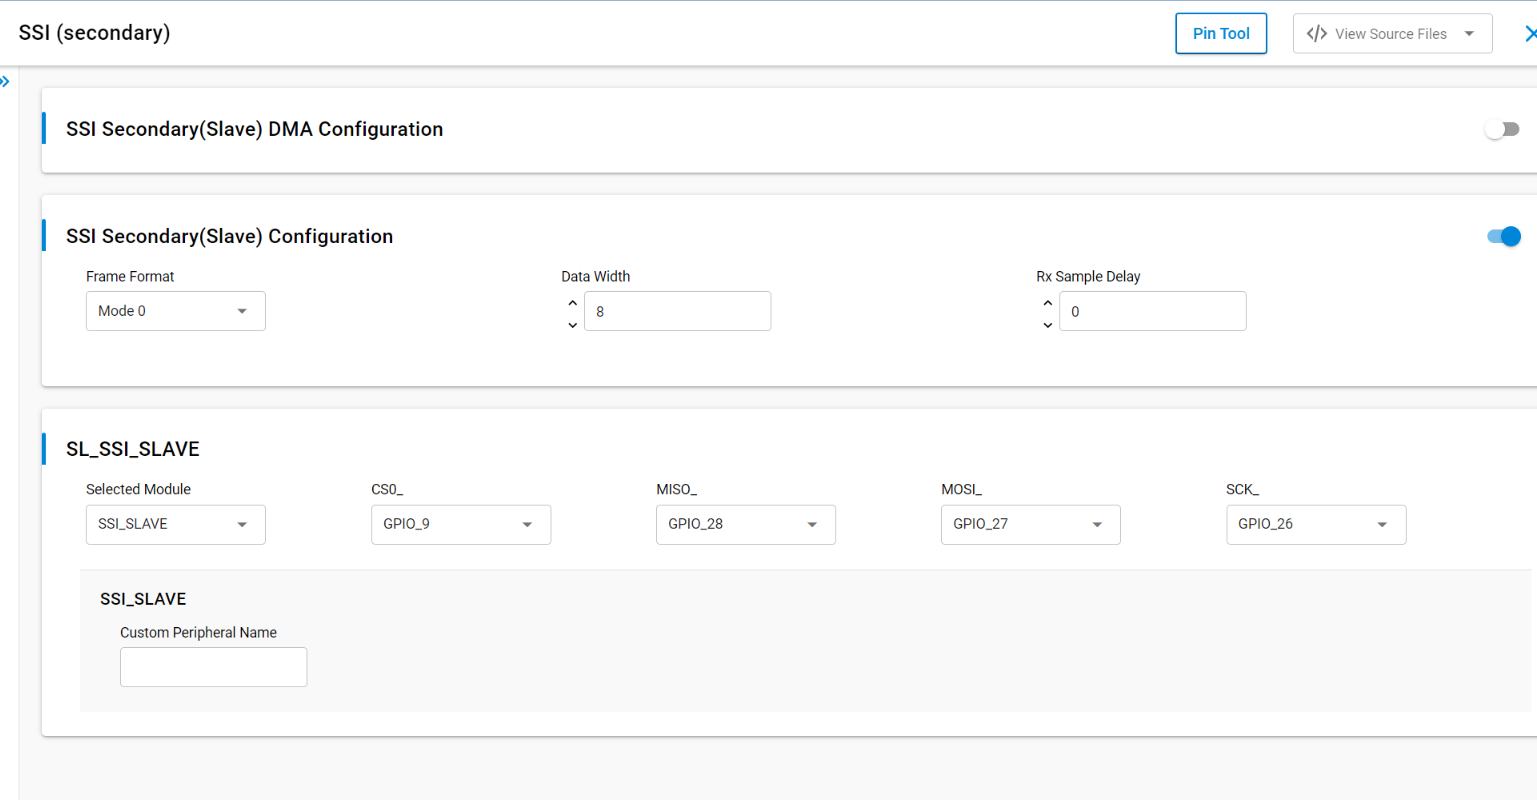 SSI (secondary)
Pin Tool
</> View Source Files
SSI Secondary(Slave) DMA Configuration
SSI Secondary(Slave) Configuration
Frame Format Data Width Rx Sample Delay
Mode 0 8 0
SL_SSI_SLAVE
Selected Module CS0_ MISO_ MOSI_ SCK_
SSI_SLAVE GPIO_9 GPIO_28 GPIO_27 GPIO_26
SSI_SLAVE
Custom Peripheral Name